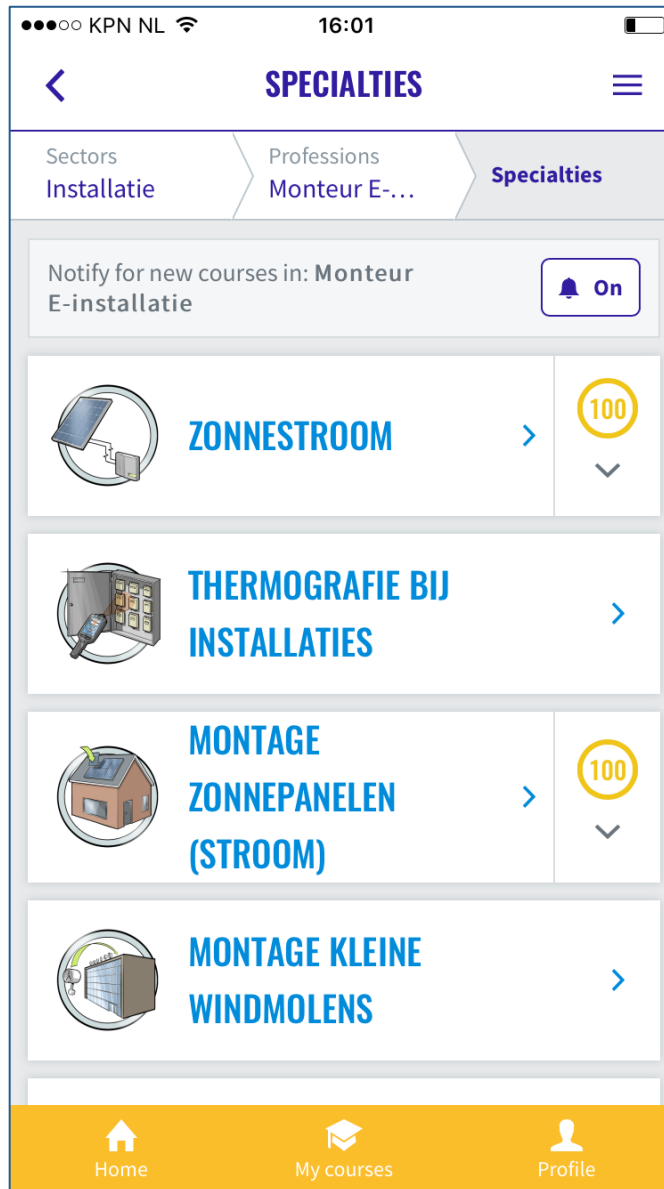 KPN NL 16:01
SPECIALTIES
Sectors
Installatie
Professions
Monteur E-...
Specialties
Notify for new courses in: Monteur
E-installatie
On
ZONNESTROOM
100
THERMOGRAFIE BIJ
INSTALLATIES
MONTAGE
ZONNEPANELEN
(STROOM)
100
MONTAGE KLEINE
WINDMOLENS
Home
My courses
Profile